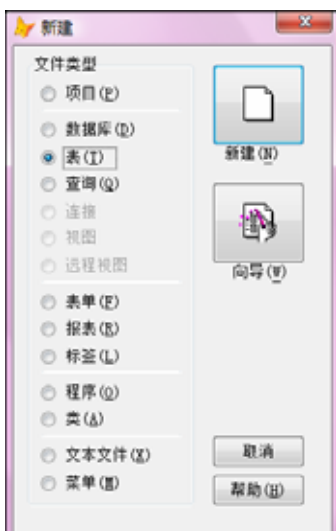 新建
文件类型
项目(P)
数据库(D)
表(T)
查询(Q)
连接
视图
远程视图
表单(F)
报表(R)
标签(L)
程序(O)
类(A)
文本文件(X)
菜单(M)
新建(N)
向导(W)
取消
帮助(H)